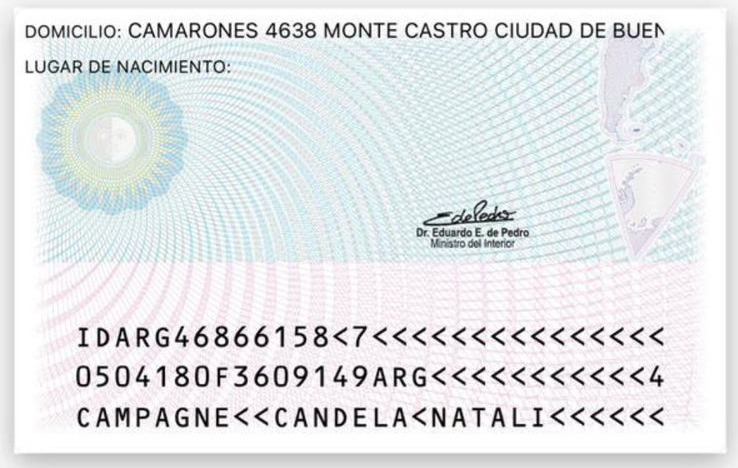 DOMICILIO: CAMARONES 4638 MONTE CASTRO CIUDAD DE BUEN
LUGAR DE NACIMIENTO:
Dr. Eduardo E. de Pedro
Ministro del Interior
IDARG46866158<7<<<<<<<<<<<<<<<
0504180F3609149ARG<<<<<<<<<<<4
CAMPAGNE<<CANDELA<NATALI<<<<<<